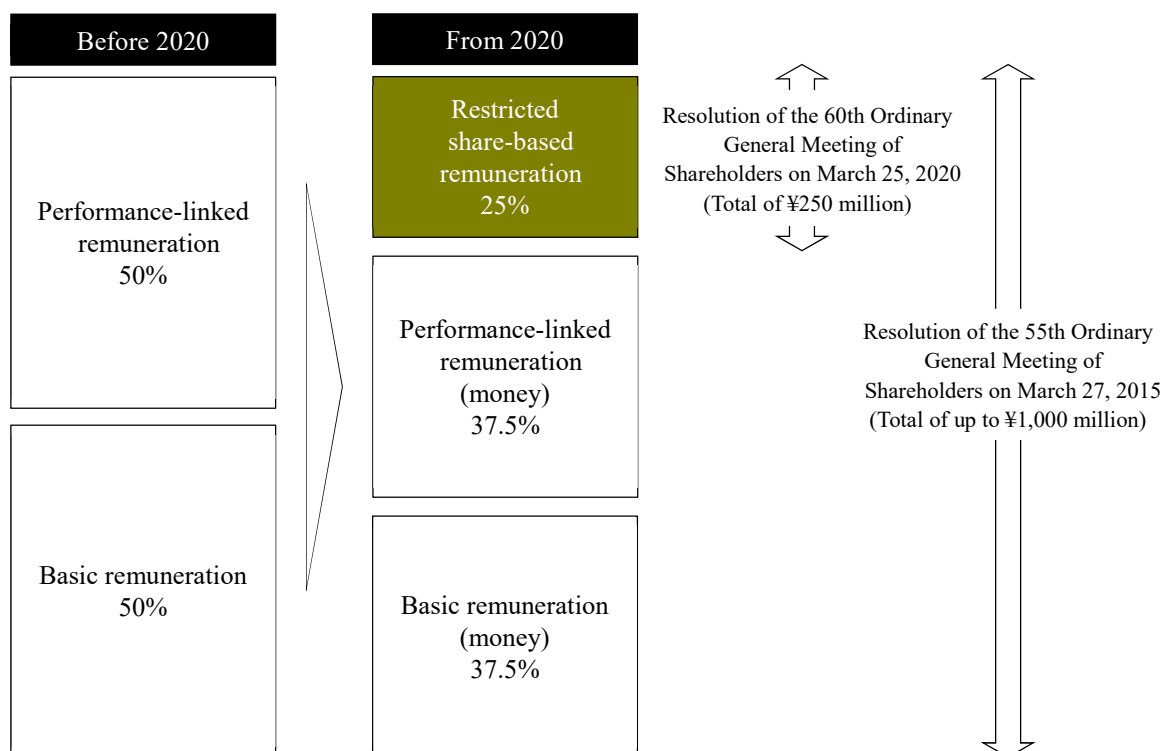 Before 2020
Performance-linked
remuneration
50%
Basic remuneration
50%
From 2020
Restricted
share-based
remuneration
25%
Performance-linked
remuneration
(money)
37.5%
Basic remuneration
(money)
37.5%
Resolution of the 60th Ordinary
General Meeting of
Shareholders on March 25, 2020
(Total of ¥250 million)
Resolution of the 55th Ordinary
General Meeting of
Shareholders on March 27, 2015
(Total of up to ¥1,000 million)